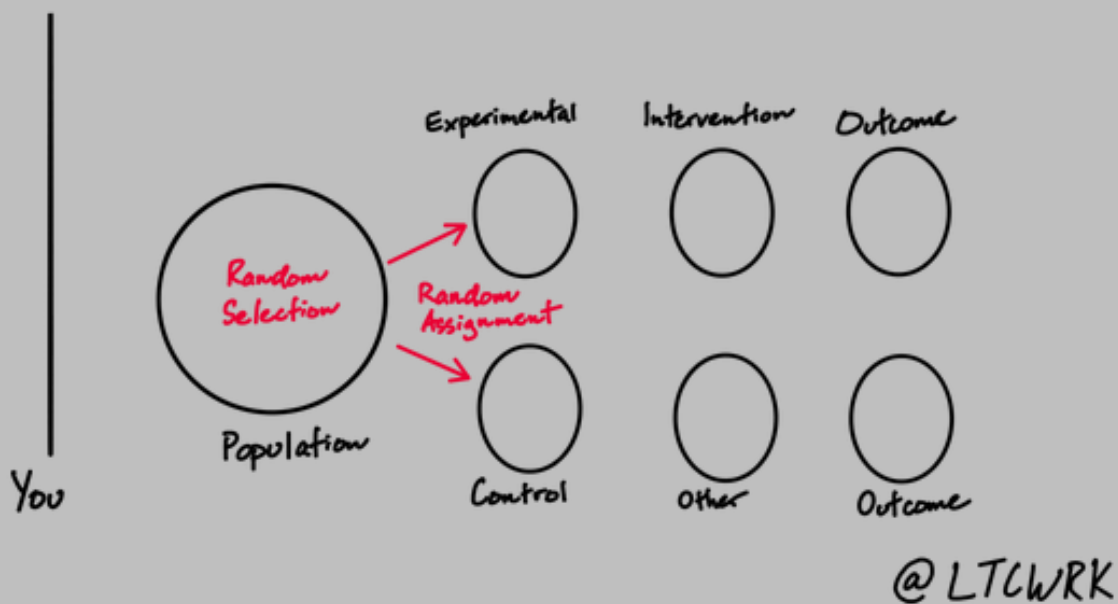 Experimental
Intervention
Outcome
Random
Selection
Random
Assignment
Population
You
Control
Other
Outcome
@LTCWRK